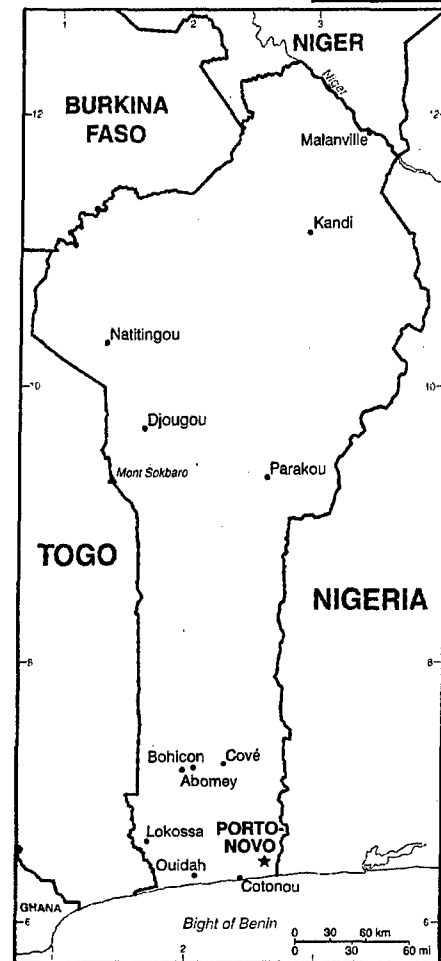 1 2 3
NIGER
BURKINA
FASO
Niger
12 12
Malanville
Kandi
Natitingou
10 10
Djougou
Mont Sokbaro
Parakou
TOGO
NIGERIA
8 8
Bohicon Cové
Abomey
Lokossa
PORTO-
NOVO
Ouidah
Cotonou
GHANA
Bight of Benin
6 6
0 30 60 km
0 30 60 mi
2